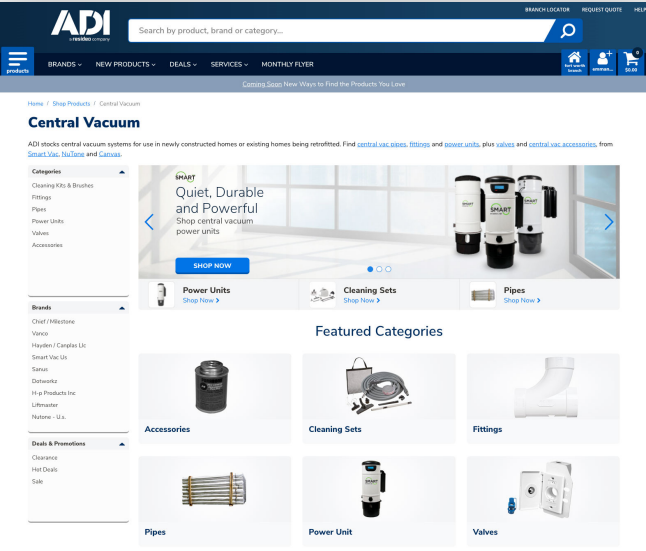 BRANCH LOCATOR REQUEST QUOTE HELP
ADI
a resideo company
Search by product, brand or category...
products
BRANDS NEW PRODUCTS DEALS SERVICES MONTHLY FLYER
fort worth
branch
emman...
0
$0.00
Coming Soon New Ways to Find the Products You Love
Home / Shop Products / Central Vacuum
Central Vacuum
ADI stocks central vacuum systems for use in newly constructed homes or existing homes being retrofitted. Find central vac pipes, fittings and power units, plus valves and central vac accessories, from
Smart Vac, NuTone and Canvas.
Categories
Cleaning Kits & Brushes
Fittings
Pipes
Power Units
Valves
Accessories
SMART
Quiet, Durable
and Powerful
Shop central vacuum
power units
SHOP NOW
SMART
SMART
Power Units
Shop Now >
Cleaning Sets
Shop Now >
Pipes
Shop Now >
Brands
Chief / Milestone
Vanco
Hayden / Canplas Llc
Smart Vac Us
Sanus
Dotworkz
H-p Products Inc
Liftmaster
Nutone - U.s.
Featured Categories
Accessories
Cleaning Sets
Fittings
Deals & Promotions
Clearance
Hot Deals
Sale
SMART
Pipes
Power Unit
Valves